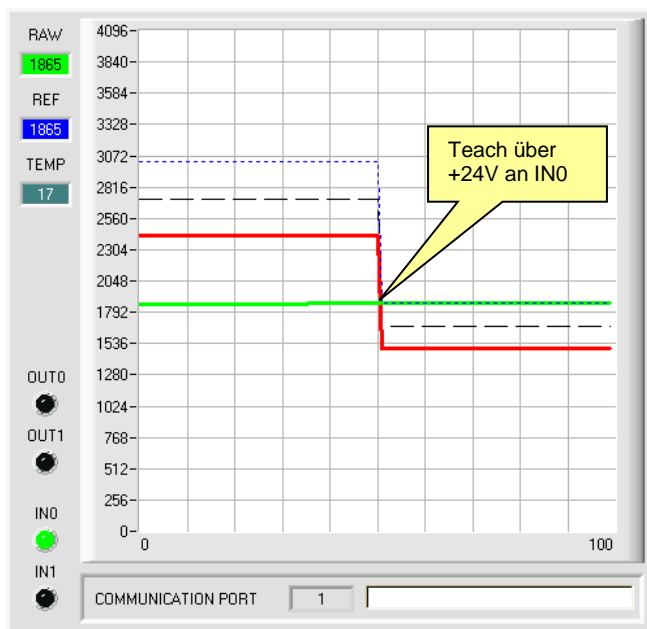 RAW
1865
REF
1865
TEMP
17
OUT0
OUT1
IN0
IN1
4096
3840
3584
3328
3072
2816
2560
2304
2048
1792
1536
1280
1024
768
512
256
0
0 100
Teach über
+24V an IN0
COMMUNICATION PORT 1